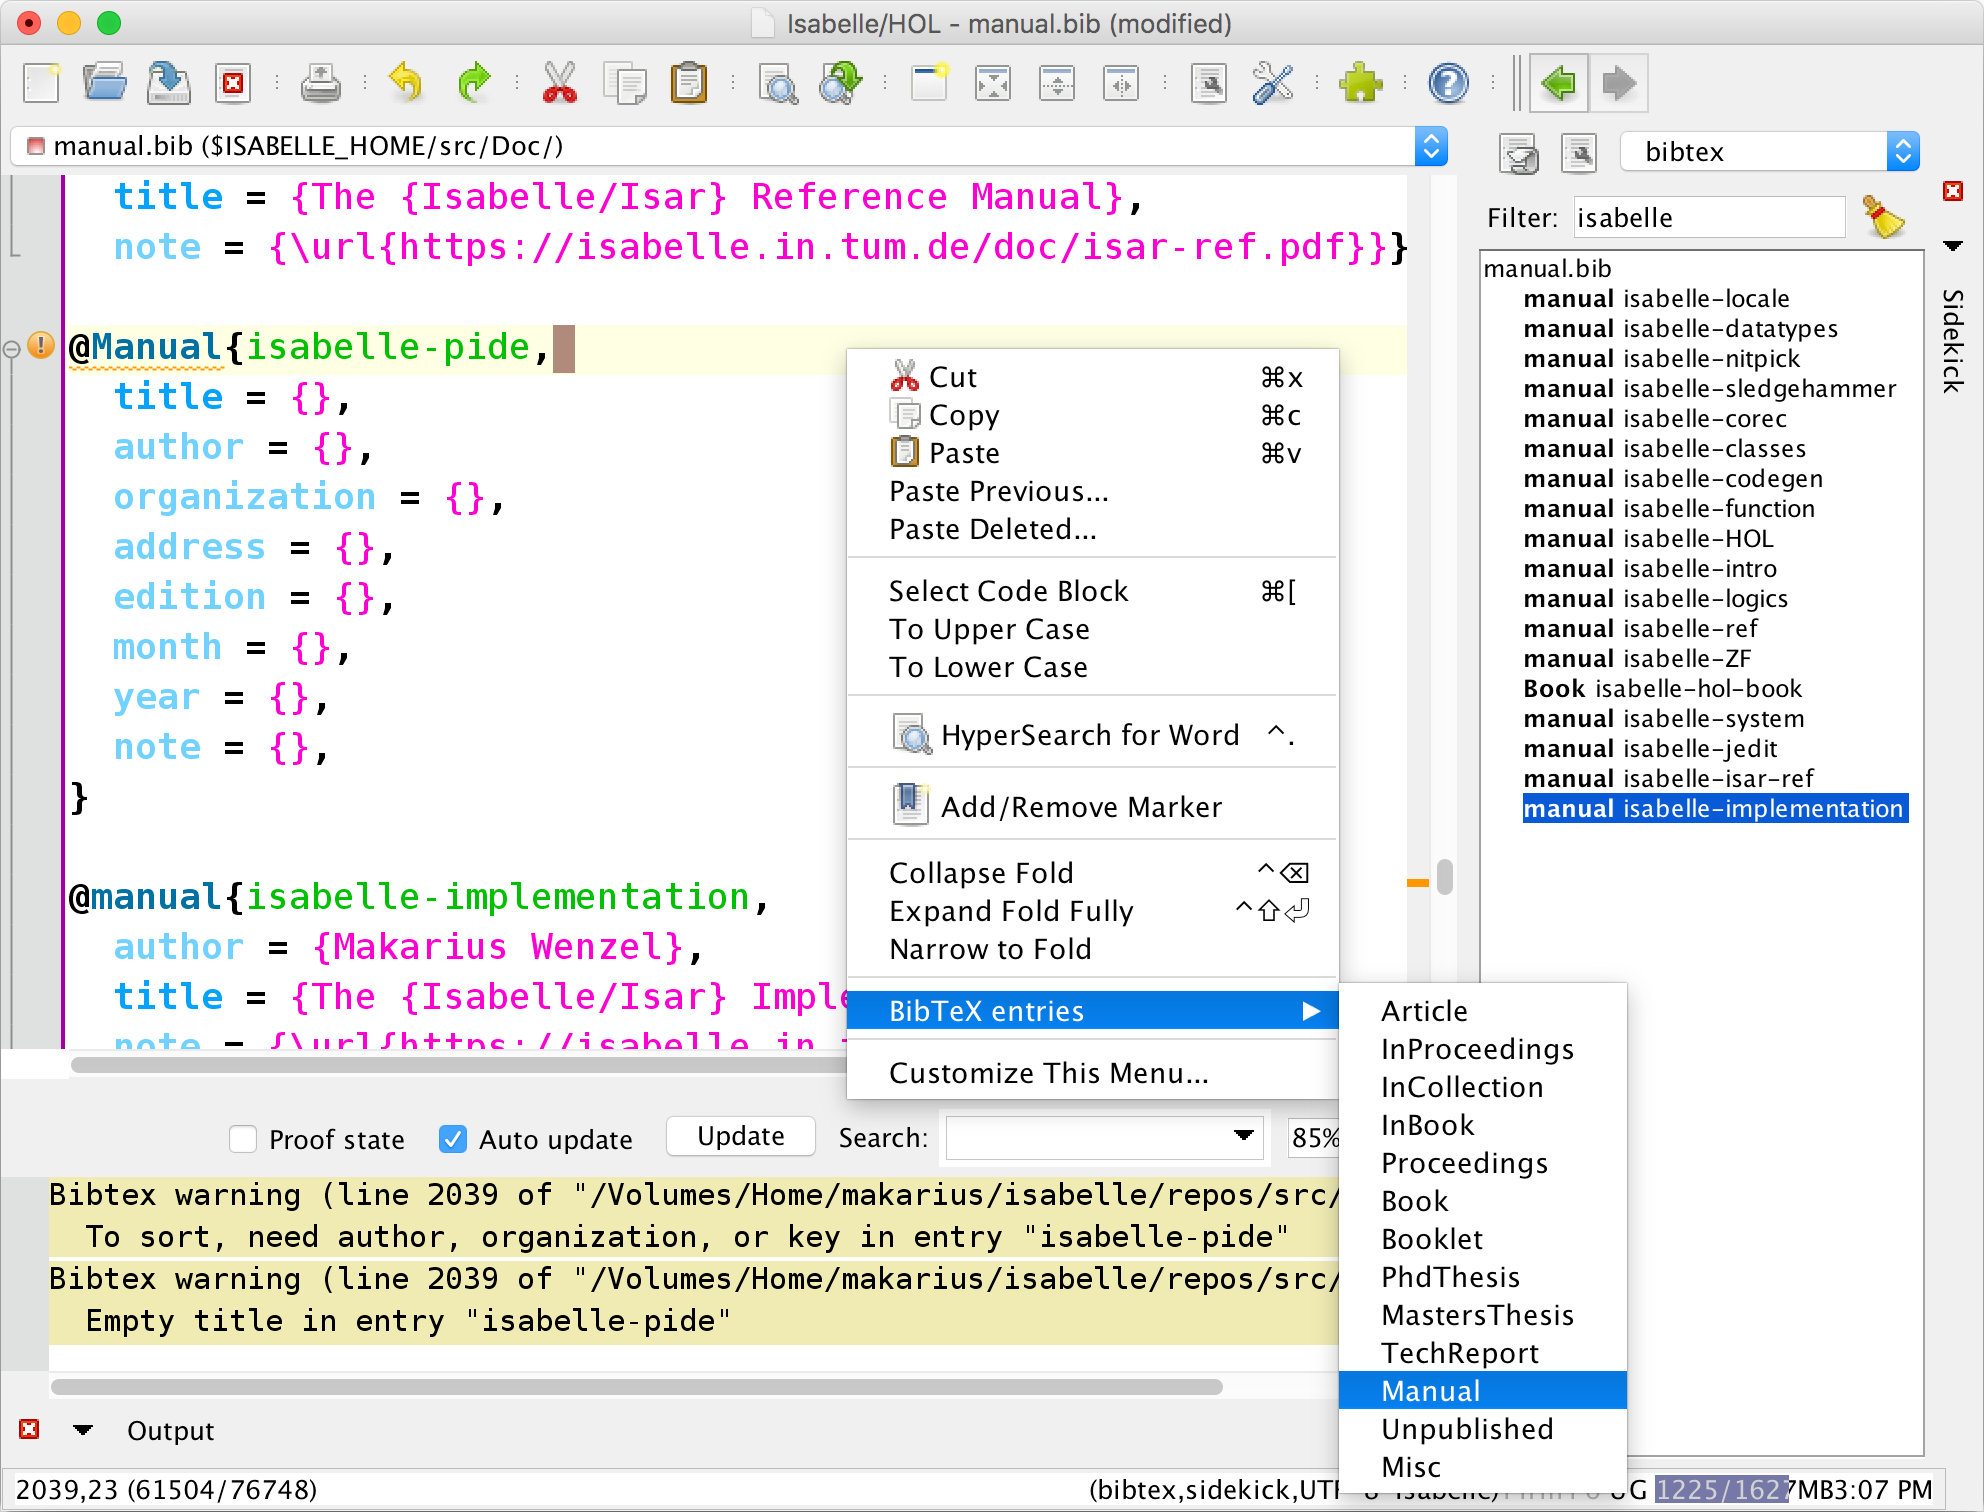 Isabelle/HOL - manual.bib (modified)
manual.bib ($ISABELLE_HOME/src/Doc/)
title = {The {Isabelle/Isar} Reference Manual},
note = {\url{https://isabelle.in.tum.de/doc/isar-ref.pdf}}}
@Manual{isabelle-pide,
title = {},
author = {},
organization = {},
address = {},
edition = {},
month = {},
year = {},
note = {},
}
@manual{isabelle-implementation,
author = {Makarius Wenzel},
title = {The {Isabelle/Isar}
note = {\url{https://isabelle.in.
Cut ⌘x
Copy ⌘c
Paste ⌘v
Paste Previous...
Paste Deleted...
Select Code Block ⌘[
To Upper Case
To Lower Case
HyperSearch for Word ^.
Add/Remove Marker
Collapse Fold ^⌫
Expand Fold Fully ^⇧⏎
Narrow to Fold
BibTeX entries ▶
Customize This Menu...
Article
InProceedings
InCollection
InBook
Proceedings
Book
Booklet
PhdThesis
MastersThesis
TechReport
Manual
Unpublished
Misc
bibtex
Filter: isabelle
manual.bib
manual isabelle-locale
manual isabelle-datatypes
manual isabelle-nitpick
manual isabelle-sledgehammer
manual isabelle-corec
manual isabelle-classes
manual isabelle-codegen
manual isabelle-function
manual isabelle-HOL
manual isabelle-intro
manual isabelle-logics
manual isabelle-ref
manual isabelle-ZF
Book isabelle-hol-book
manual isabelle-system
manual isabelle-jedit
manual isabelle-isar-ref
manual isabelle-implementation
Sidekick
Proof state Auto update Update Search: 85%
Bibtex warning (line 2039 of "/Volumes/Home/makarius/isabelle/repos/src/
To sort, need author, organization, or key in entry "isabelle-pide"
Bibtex warning (line 2039 of "/Volumes/Home/makarius/isabelle/repos/src/
Empty title in entry "isabelle-pide"
Output
2039,23 (61504/76748) (bibtex,sidekick, UG 1225/1627MB 3:07 PM